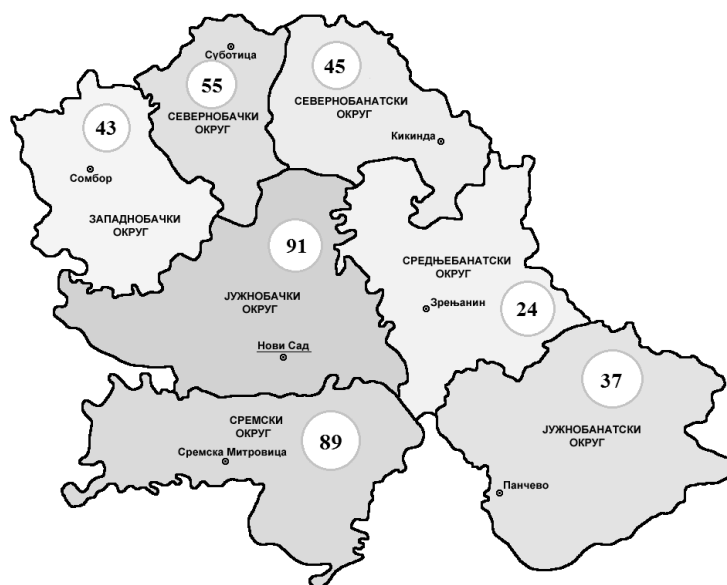 Суботица
55
СЕВЕРНОБАЧКИ
ОКРУГ
45
СЕВЕРНОБАНАТСКИ
ОКРУГ
Кикинда
43
Сомбор
ЗАПАДНОБАЧКИ
ОКРУГ
91
ЈУЖНОБАЧКИ
ОКРУГ
Нови Сад
СРЕДЊЕБАНАТСКИ
ОКРУГ
Зрењанин
24
37
ЈУЖНОБАНАТСКИ
ОКРУГ
Панчево
СРЕМСКИ
ОКРУГ
89
Сремска Митровица